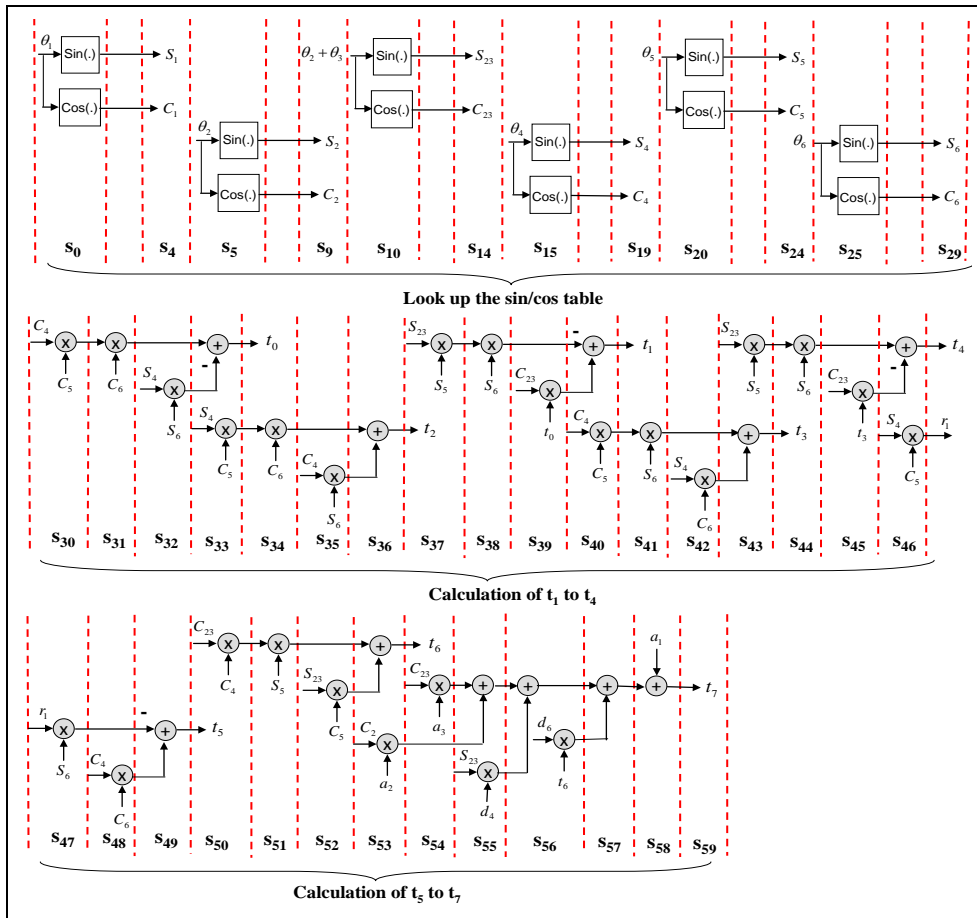 θ₁ Sin(.) S₁ θ₂ + θ₃ Sin(.) S₂₃ θ₅ Sin(.) S₅
Cos(.) C₁ Cos(.) C₂₃ Cos(.) C₅
θ₂ Sin(.) S₂ θ₄ Sin(.) S₄ θ₆ Sin(.) S₆
Cos(.) C₂ Cos(.) C₄ Cos(.) C₆
S₀ S₄ S₅ S₉ S₁₀ S₁₄ S₁₅ S₁₉ S₂₀ S₂₄ S₂₅ S₂₉
Look up the sin/cos table
C₄ x x + t₀ S₂₃ x x - + t₁ S₂₃ x x + t₄
C₅ C₆ - S₅ S₆ S₅ S₆ -
S₄ x C₂₃ x C₂₃ x
S₆ t₀ t₃
S₄ x x + t₂ C₄ x x + t₃ S₄ x r₁
C₅ C₆ C₅ S₆ C₅
C₄ x S₄ x
S₆ C₆
S₃₀ S₃₁ S₃₂ S₃₃ S₃₄ S₃₅ S₃₆ S₃₇ S₃₈ S₃₉ S₄₀ S₄₁ S₄₂ S₄₃ S₄₄ S₄₅ S₄₆
Calculation of t₁ to t₄
C₂₃ x x + t₆ a₁
C₄ S₅
S₂₃ x C₂₃ x + + + + t₇
C₅ a₃
r₁ x - + t₅ C₂ x d₆ x
S₆ a₂ t₆
C₄ x S₂₃ x
C₆ d₄
S₄₇ S₄₈ S₄₉ S₅₀ S₅₁ S₅₂ S₅₃ S₅₄ S₅₅ S₅₆ S₅₇ S₅₈ S₅₉
Calculation of t₅ to t₇